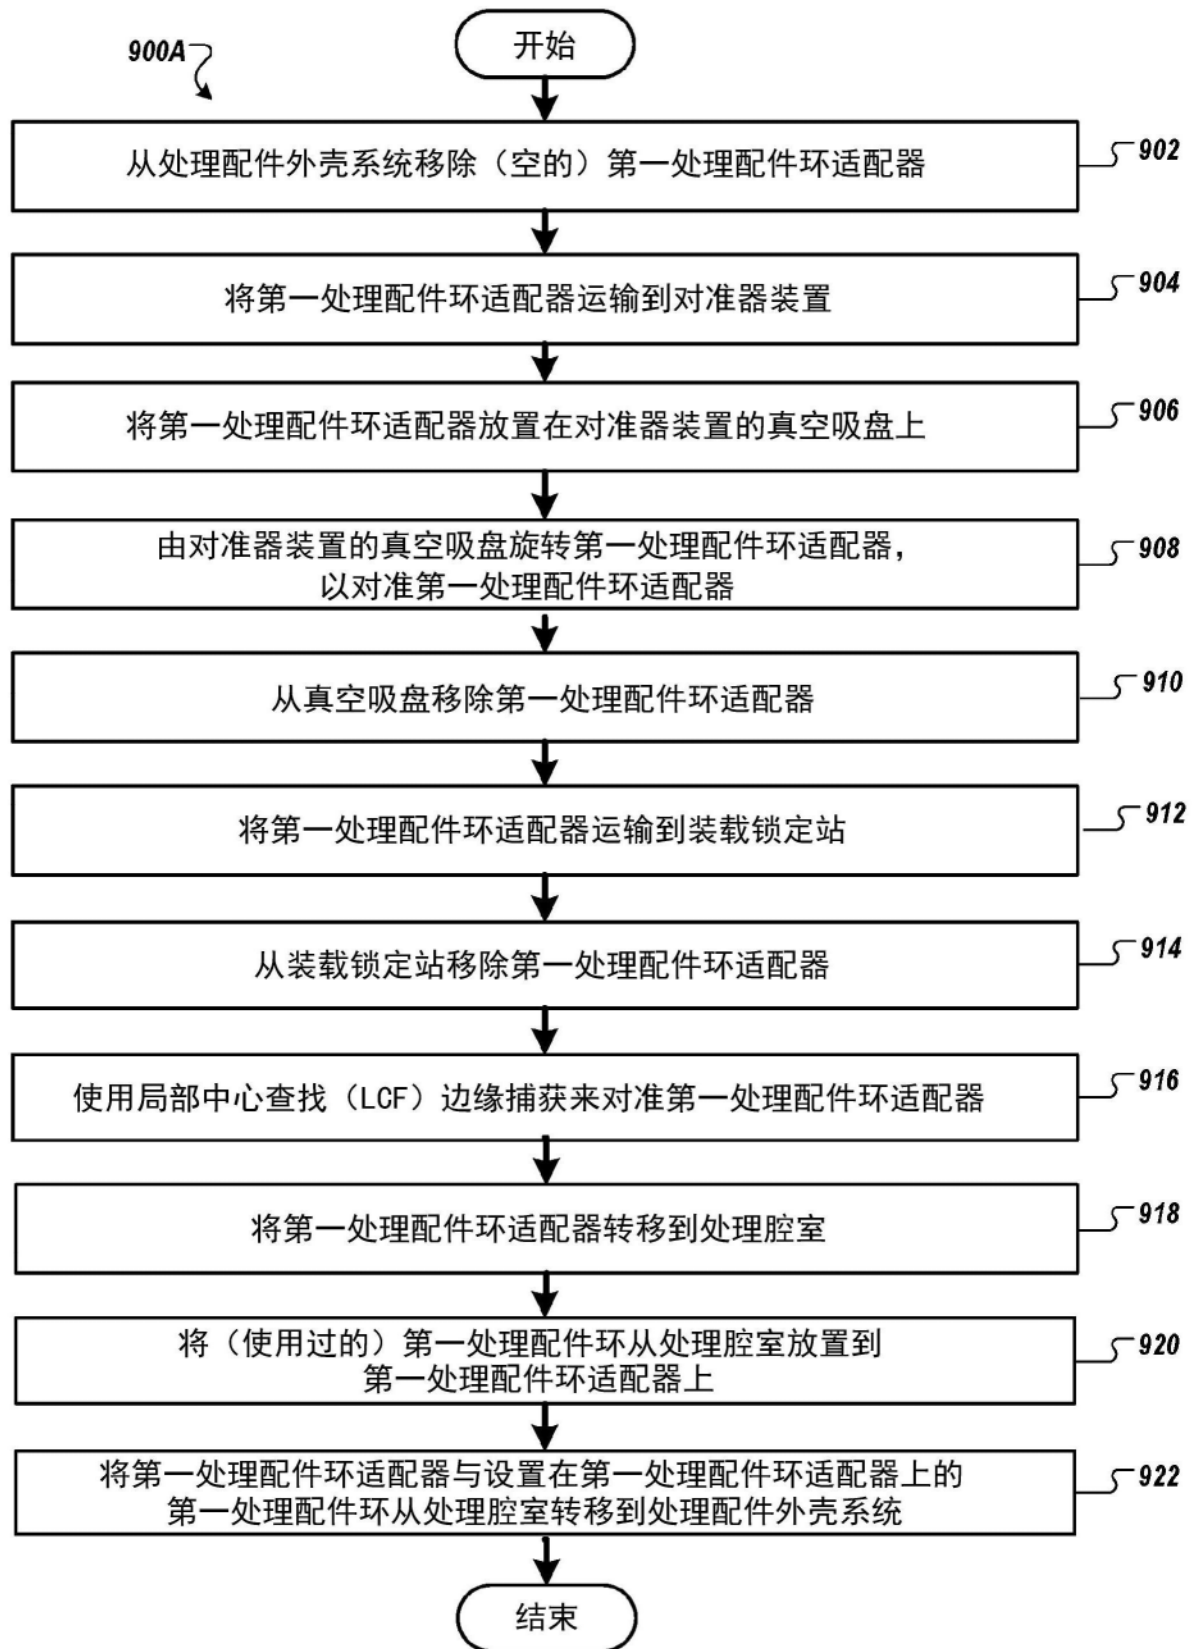 900A
开始
从处理配件外壳系统移除（空的）第一处理配件环适配器
902
将第一处理配件环适配器运输到对准器装置
904
将第一处理配件环适配器放置在对准器装置的真空吸盘上
906
由对准器装置的真空吸盘旋转第一处理配件环适配器，
以对准第一处理配件环适配器
908
从真空吸盘移除第一处理配件环适配器
910
将第一处理配件环适配器运输到装载锁定站
912
从装载锁定站移除第一处理配件环适配器
914
使用局部中心查找（LCF）边缘捕获来对准第一处理配件环适配器
916
将第一处理配件环适配器转移到处理腔室
918
将（使用过的）第一处理配件环从处理腔室放置到
第一处理配件环适配器上
920
将第一处理配件环适配器与设置在第一处理配件环适配器上的
第一处理配件环从处理腔室转移到处理配件外壳系统
922
结束